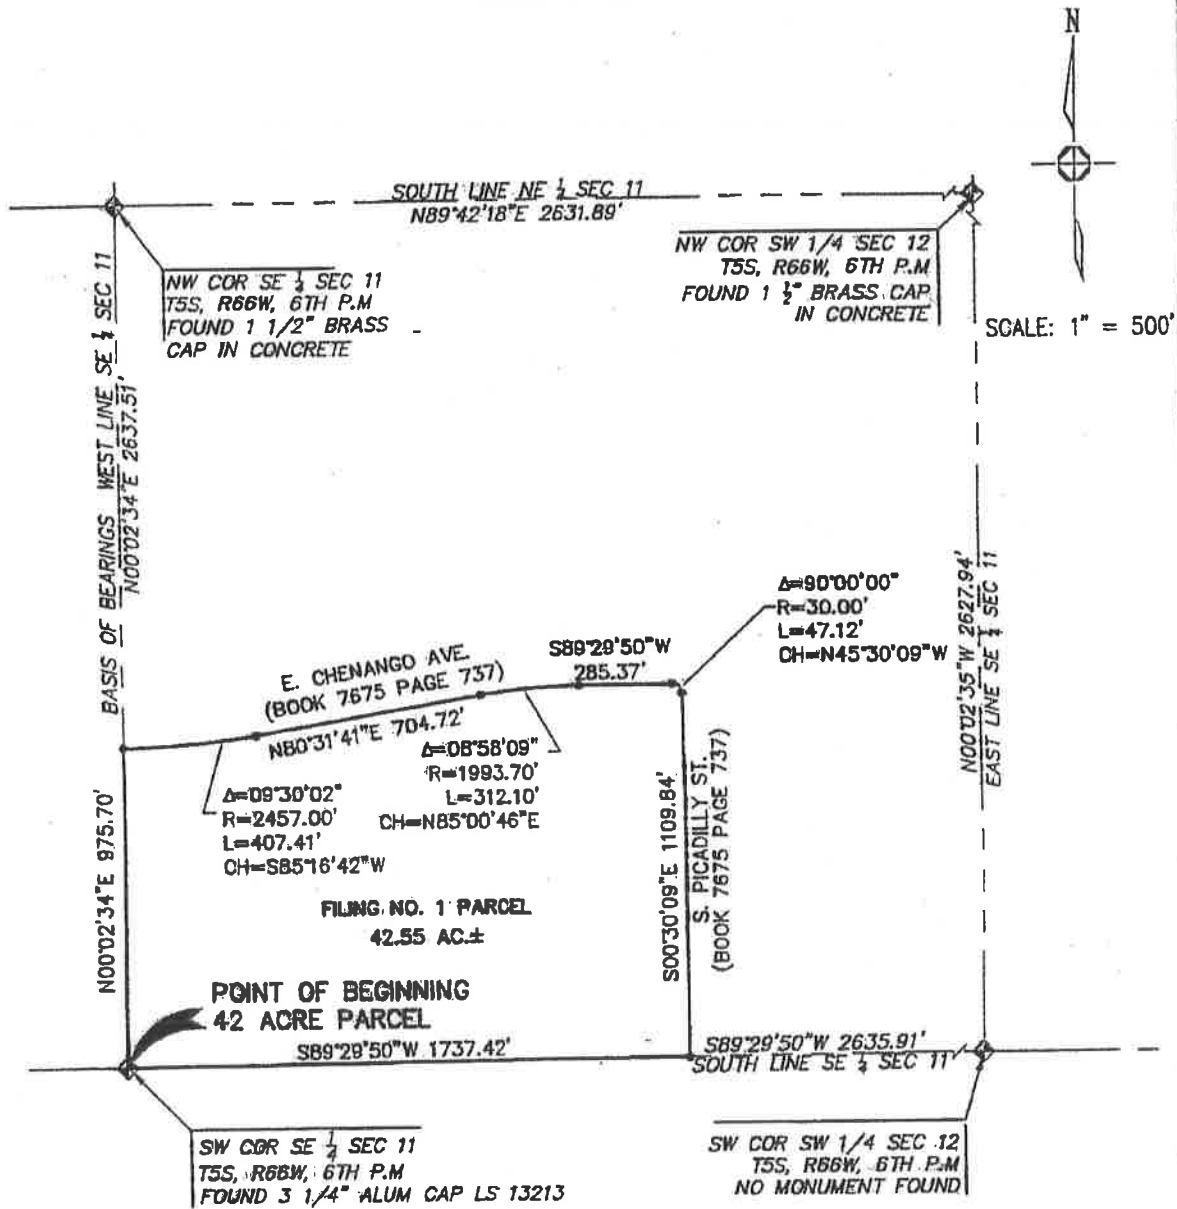 N
SOUTH LINE NE 1/4 SEC 11
N89°42'18"E 2631.89'
NW COR SW 1/4 SEC 12
T5S, R66W, 6TH P.M
FOUND 1 1/2" BRASS CAP
IN CONCRETE
NW COR SE 1/4 SEC 11
T5S, R66W, 6TH P.M
FOUND 1 1/2" BRASS
CAP IN CONCRETE
SCALE: 1" = 500'
BASIS OF BEARINGS WEST LINE SE 1/4 SEC 11
N00°02'34"E 2637.51'
N00°02'35"W 2627.94'
EAST LINE SE 1/4 SEC 11
Δ=90°00'00"
R=30.00'
L=47.12'
CH=N45°30'09"W
S89°29'50"W
285.37'
E. CHENANGO AVE.
(BOOK 7675 PAGE 737)
N80°31'41"E 704.72'
Δ=08°58'09"
R=1993.70'
L=312.10'
CH=N85°00'46"E
Δ=09°30'02"
R=2457.00'
L=407.41'
CH=S85°16'42"W
N00°02'34"E 975.70'
S00°30'09"E 1109.84'
S. PICADILLY ST.
(BOOK 7675 PAGE 737)
FILING NO. 1 PARCEL
42.55 AC.±
POINT OF BEGINNING
42 ACRE PARCEL
S89°29'50"W 1737.42'
S89°29'50"W 2635.91'
SOUTH LINE SE 1/4 SEC 11
SW COR SE 1/4 SEC 11
T5S, R66W, 6TH P.M
FOUND 3 1/4" ALUM CAP LS 13213
SW COR SW 1/4 SEC 12
T5S, R66W, 6TH P.M
NO MONUMENT FOUND